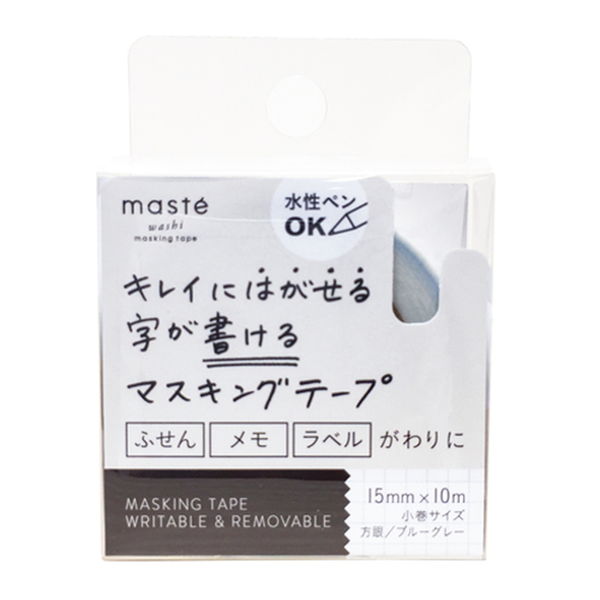 masté
washi
masking tape
水性ペン
OK
キレイにはがせる
字が書ける
マスキングテープ
ふせん メモ ラベル がわりに
MASKING TAPE
WRITABLE & REMOVABLE
15mm×10m
小巻サイズ
方眼/ブルーグレー